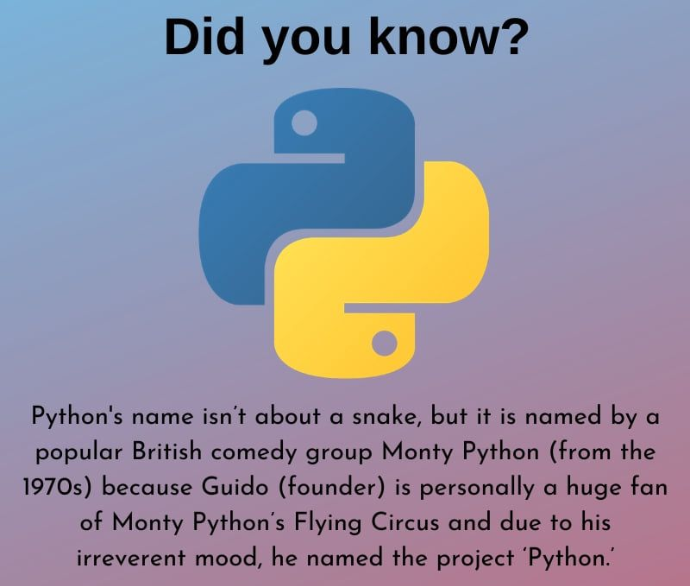 Did you know?
Python's name isn't about a snake, but it is named by a
popular British comedy group Monty Python (from the
1970s) because Guido (founder) is personally a huge fan
of Monty Python's Flying Circus and due to his
irreverent mood, he named the project ‘Python.’